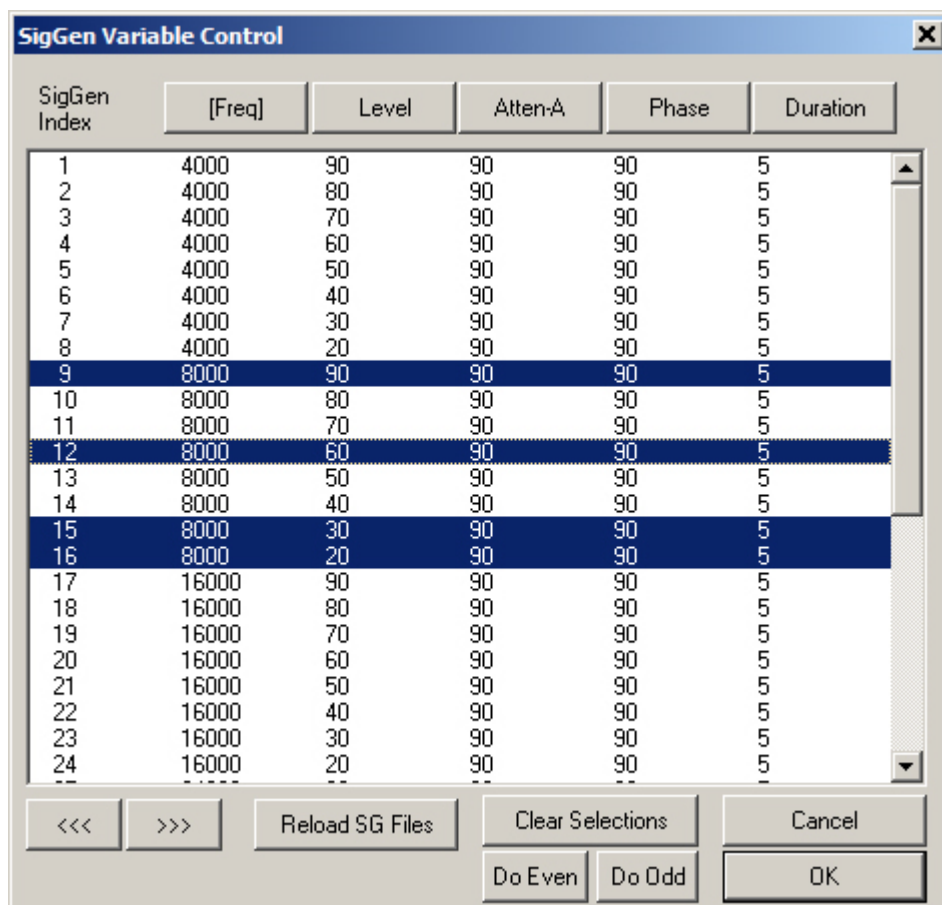 SigGen Variable Control
SigGen Index [Freq] Level Atten-A Phase Duration
1 4000 90 90 90 5
2 4000 80 90 90 5
3 4000 70 90 90 5
4 4000 60 90 90 5
5 4000 50 90 90 5
6 4000 40 90 90 5
7 4000 30 90 90 5
8 4000 20 90 90 5
9 8000 90 90 90 5
10 8000 80 90 90 5
11 8000 70 90 90 5
12 8000 60 90 90 5
13 8000 50 90 90 5
14 8000 40 90 90 5
15 8000 30 90 90 5
16 8000 20 90 90 5
17 16000 90 90 90 5
18 16000 80 90 90 5
19 16000 70 90 90 5
20 16000 60 90 90 5
21 16000 50 90 90 5
22 16000 40 90 90 5
23 16000 30 90 90 5
24 16000 20 90 90 5
<<< >>> Reload SG Files Clear Selections Cancel
Do Even Do Odd OK